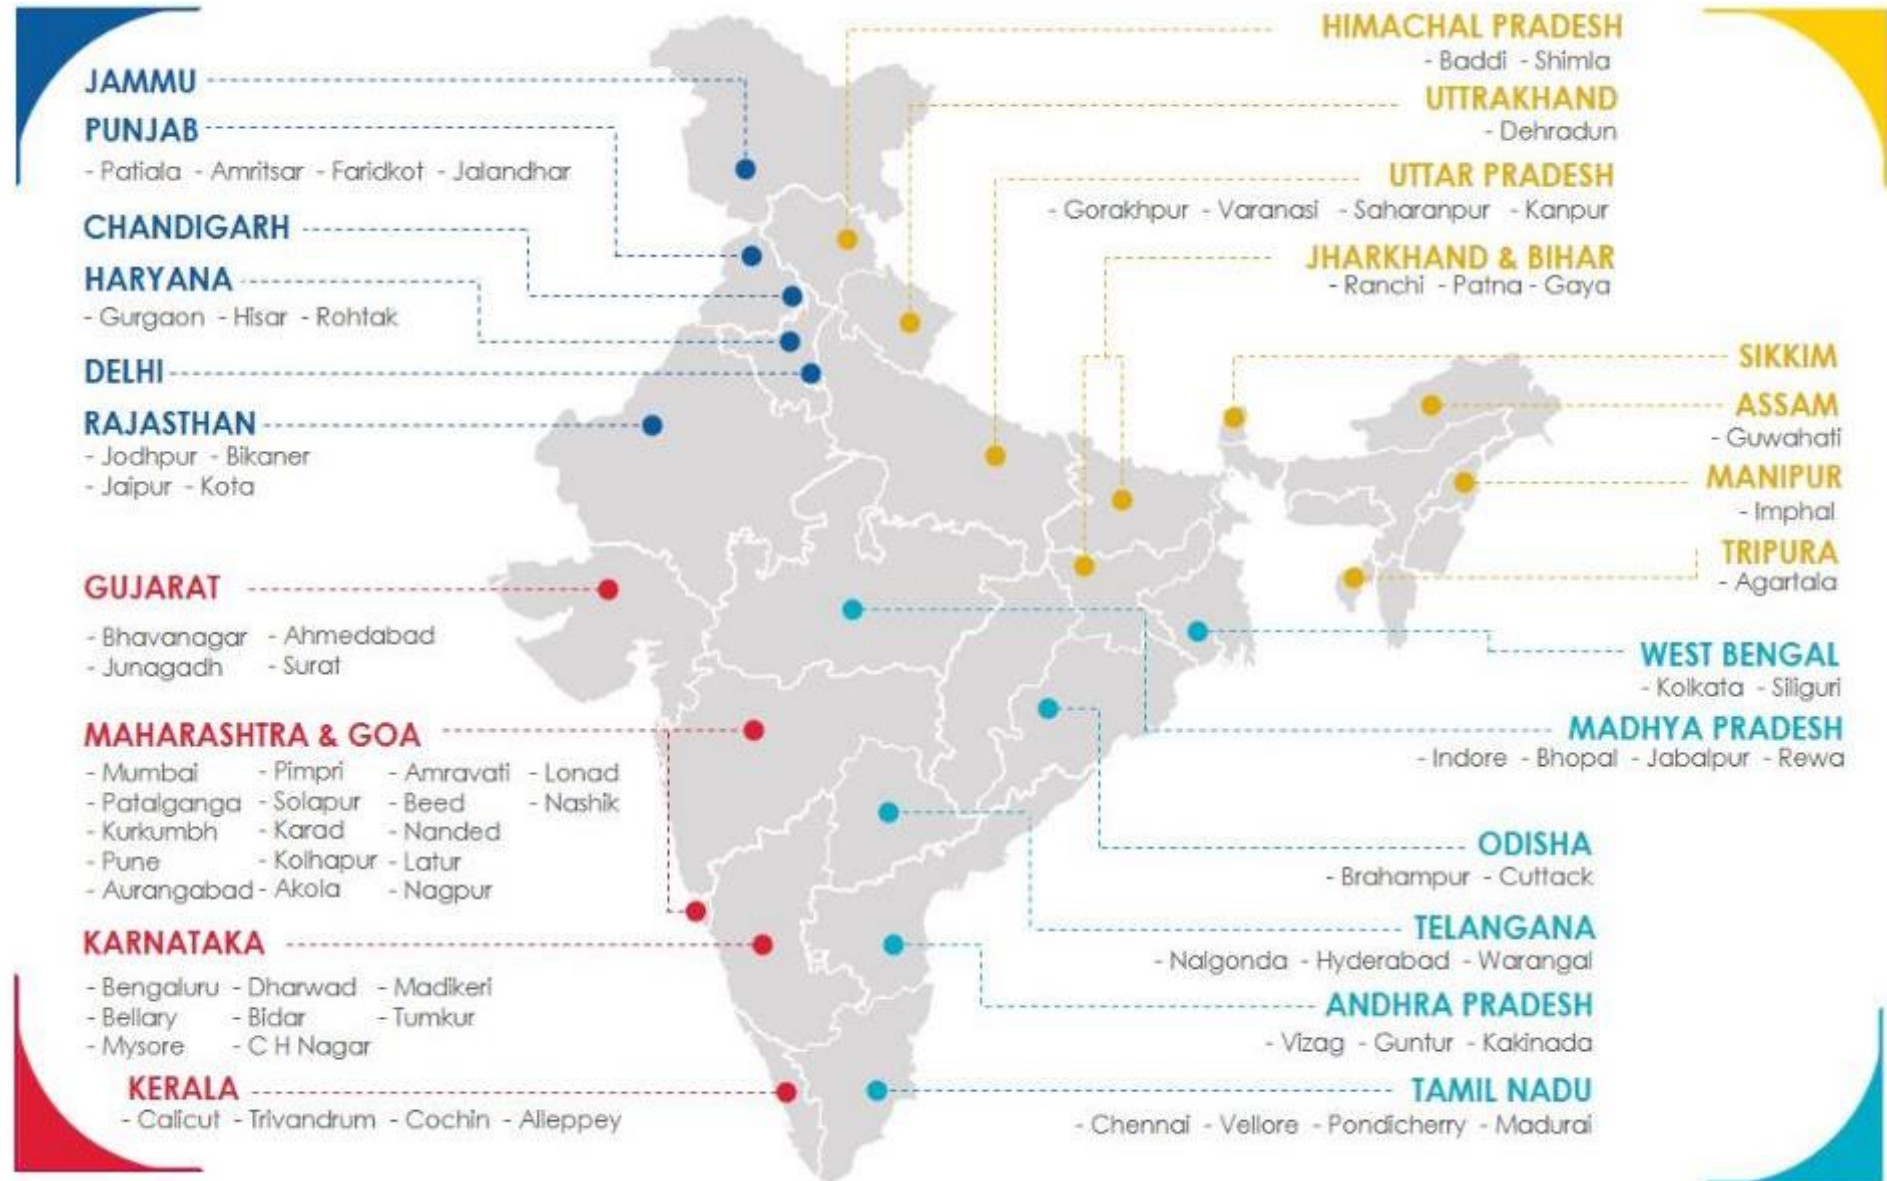 JAMMU
PUNJAB
- Patiala - Amritsar - Faridkot - Jalandhar
CHANDIGARH
HARYANA
- Gurgaon - Hisar - Rohtak
DELHI
RAJASTHAN
- Jodhpur - Bikaner
- Jaipur - Kota
GUJARAT
- Bhavanagar - Ahmedabad
- Junagadh - Surat
MAHARASHTRA & GOA
- Mumbai - Pimpri - Amravati - Lonad
- Patalganga - Solapur - Beed - Nashik
- Kurkumbh - Karad - Nanded
- Pune - Kolhapur - Latur
- Aurangabad - Akola - Nagpur
KARNATAKA
- Bengaluru - Dharwad - Madikeri
- Bellary - Bidar - Tumkur
- Mysore - C H Nagar
KERALA
- Calicut - Trivandrum - Cochin - Alleppey
HIMACHAL PRADESH
- Baddi - Shimla
UTTRAKHAND
- Dehradun
UTTAR PRADESH
- Gorakhpur - Varanasi - Saharanpur - Kanpur
JHARKHAND & BIHAR
- Ranchi - Patna - Gaya
SIKKIM
ASSAM
- Guwahati
MANIPUR
- Imphal
TRIPURA
- Agartala
WEST BENGAL
- Kolkata - Siliguri
MADHYA PRADESH
- Indore - Bhopal - Jabalpur - Rewa
ODISHA
- Brahampur - Cuttack
TELANGANA
- Nalgonda - Hyderabad - Warangal
ANDHRA PRADESH
- Vizag - Guntur - Kakinada
TAMIL NADU
- Chennai - Vellore - Pondicherry - Madurai